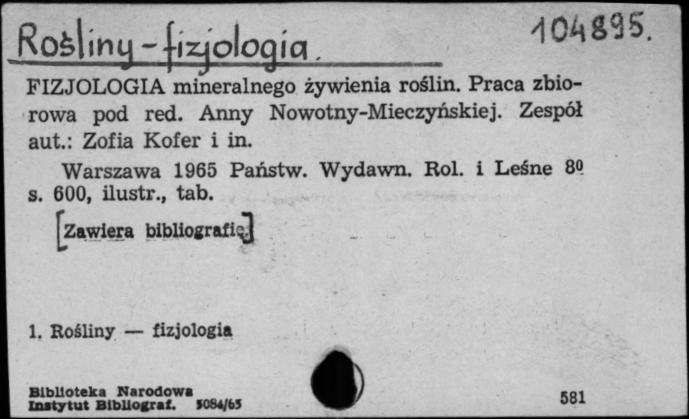 Rośliny - fizjologia.
104895.
FIZJOLOGIA mineralnego żywienia roślin. Praca zbio-
rowa pod red. Anny Nowotny-Mieczyńskiej. Zespół
aut.: Zofia Kofer i in.
Warszawa 1965 Państw. Wydawn. Rol. i Leśne 8º
s. 600, ilustr., tab.
[Zawiera bibliografię.]
1. Rośliny — fizjologia
Biblioteka Narodowa
Instytut Bibliograf. 5084/65
581